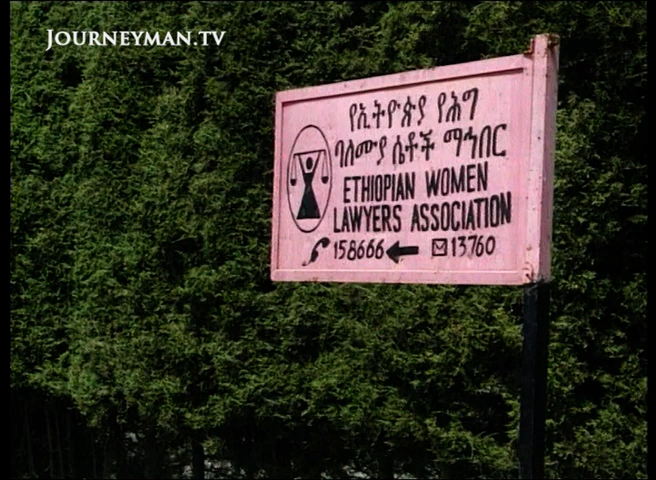 JOURNEYMAN.TV
የኢትዮጵያ የሕግ
ባለሙያ ሴቶች ማኅበር
ETHIOPIAN WOMEN
LAWYERS ASSOCIATION
158666 13760